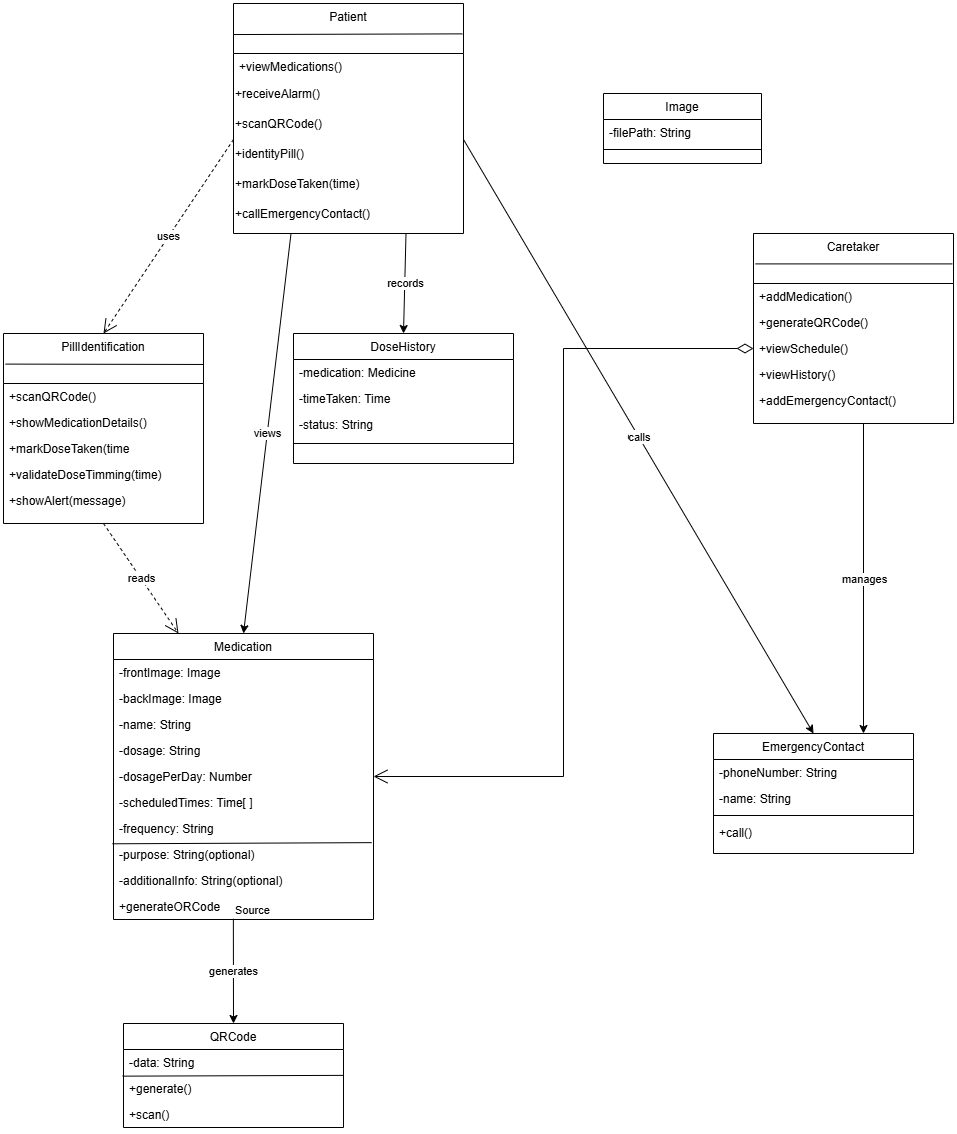 Patient
+viewMedications()
+receiveAlarm()
+scanQRCode()
+identityPill()
+markDoseTaken(time)
+callEmergencyContact()
Image
-filePath: String
Caretaker
+addMedication()
+generateQRCode()
+viewSchedule()
+viewHistory()
+addEmergencyContact()
uses
records
PillIdentification
+scanQRCode()
+showMedicationDetails()
+markDoseTaken(time
+validateDoseTimming(time)
+showAlert(message)
DoseHistory
-medication: Medicine
-timeTaken: Time
-status: String
views
calls
reads
manages
Medication
-frontImage: Image
-backImage: Image
-name: String
-dosage: String
-dosagePerDay: Number
-scheduledTimes: Time[ ]
-frequency: String
-purpose: String(optional)
-additionalInfo: String(optional)
+generateORCode
Source
EmergencyContact
-phoneNumber: String
-name: String
+call()
generates
QRCode
-data: String
+generate()
+scan()